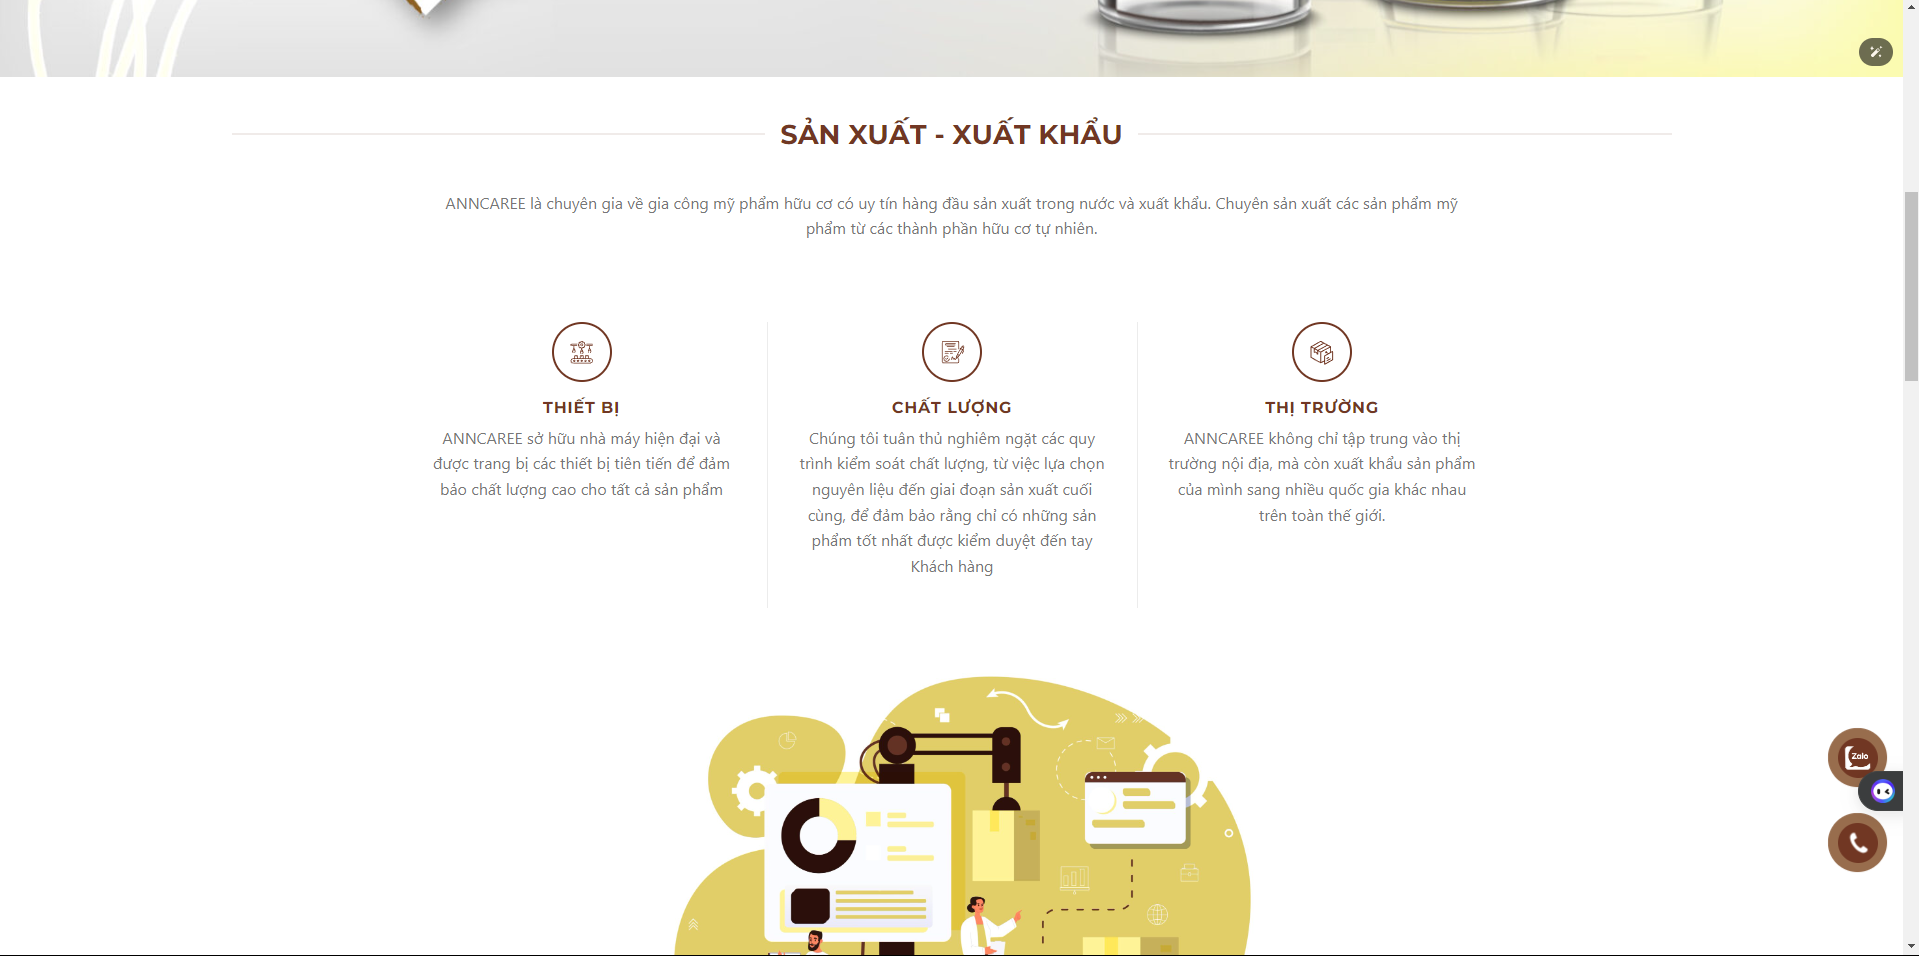 SẢN XUẤT - XUẤT KHẨU
ANNCAREE là chuyên gia về gia công mỹ phẩm hữu cơ có uy tín hàng đầu sản xuất trong nước và xuất khẩu. Chuyên sản xuất các sản phẩm mỹ
phẩm từ các thành phần hữu cơ tự nhiên.
THIẾT BỊ
ANNCAREE sở hữu nhà máy hiện đại và
được trang bị các thiết bị tiên tiến để đảm
bảo chất lượng cao cho tất cả sản phẩm
CHẤT LƯỢNG
Chúng tôi tuân thủ nghiêm ngặt các quy
trình kiểm soát chất lượng, từ việc lựa chọn
nguyên liệu đến giai đoạn sản xuất cuối
cùng, để đảm bảo rằng chỉ có những sản
phẩm tốt nhất được kiểm duyệt đến tay
Khách hàng
THỊ TRƯỜNG
ANNCAREE không chỉ tập trung vào thị
trường nội địa, mà còn xuất khẩu sản phẩm
của mình sang nhiều quốc gia khác nhau
trên toàn thế giới.
Zalo